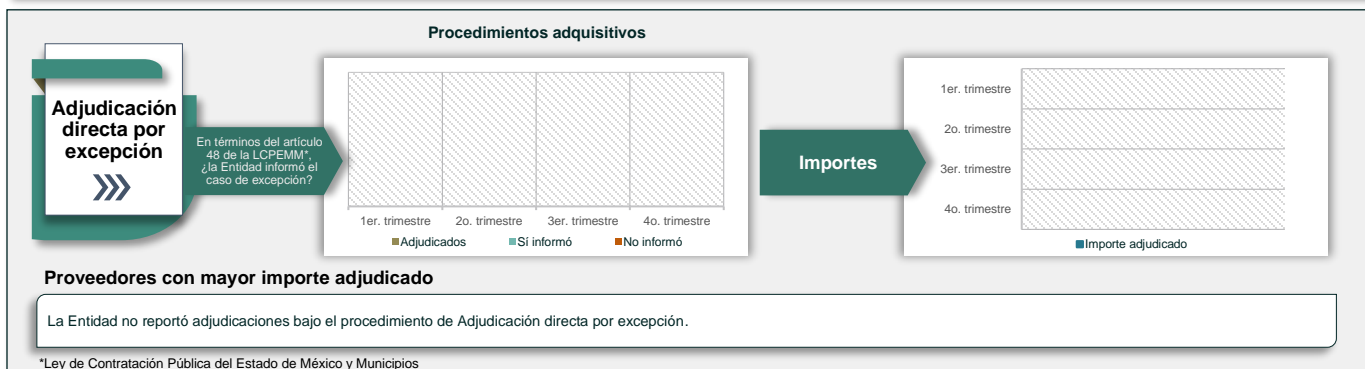 Procedimientos adquisitivos
Adjudicación
directa por
excepción
En términos del artículo
48 de la LCPEMM*,
¿la Entidad informó el
caso de excepción?
1er. trimestre 2o. trimestre 3er. trimestre 4o. trimestre
Adjudicados Sí informó No informó
Importes
1er. trimestre
2o. trimestre
3er. trimestre
4o. trimestre
Importe adjudicado
Proveedores con mayor importe adjudicado
La Entidad no reportó adjudicaciones bajo el procedimiento de Adjudicación directa por excepción.
*Ley de Contratación Pública del Estado de México y Municipios